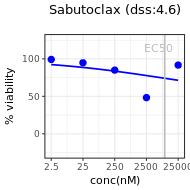 Sabutoclax (dss:4.6)
EC50
% viability
100
50
0
2.5 25 250 2500 25000
conc(nM)